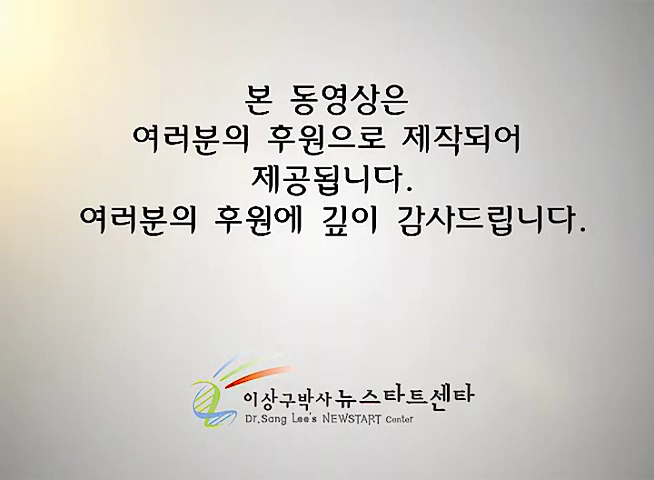 본 동영상은
여러분의 후원으로 제작되어
제공됩니다.
여러분의 후원에 깊이 감사드립니다.
이상구박사뉴스타트센타
Dr.Sang Lee's NEWSTART Center